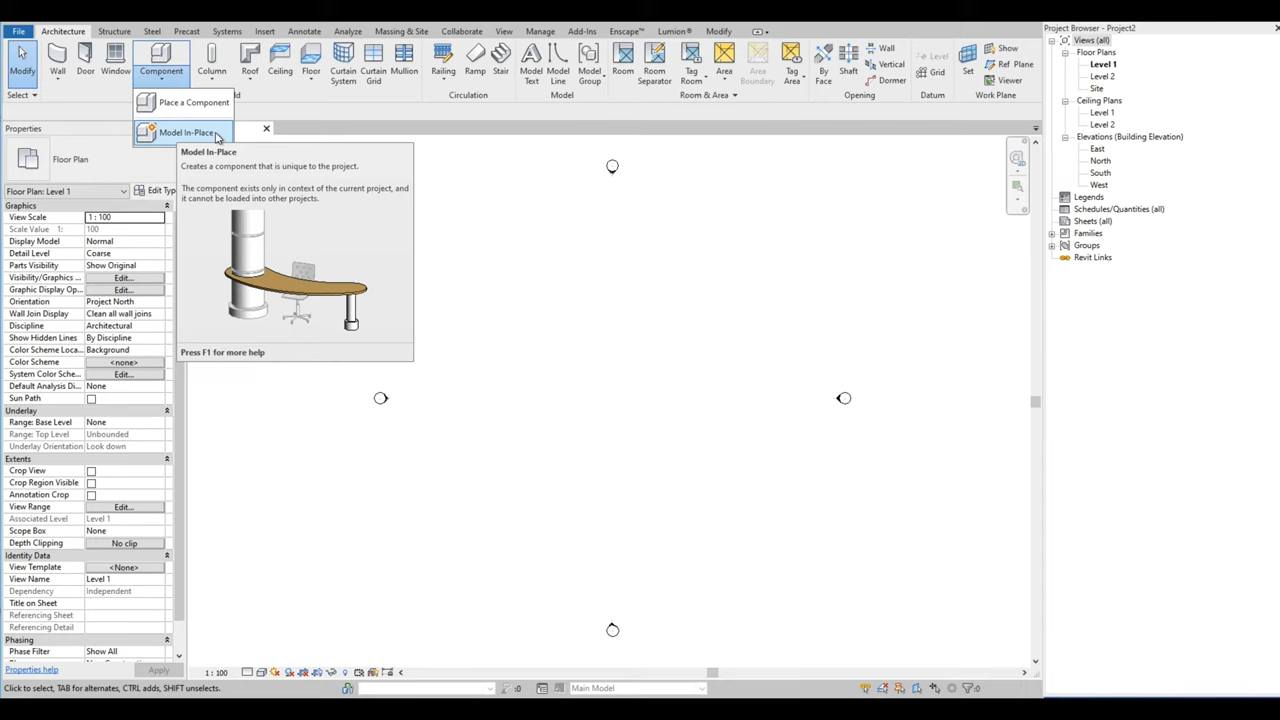 File Architecture Structure Steel Precast Systems Insert Annotate Analyze Massing & Site Collaborate View Manage Add-Ins Enscape™ Lumion® Modify
Modify Wall Door Window Component Column Roof Ceiling Floor Curtain System Curtain Grid Mullion Railing Ramp Stair Model Text Model Line Model Group Room Room Separator Tag Room Area Area Boundary Tag Area By Face Shaft Wall Vertical Dormer Level Grid Set Show Ref Plane Viewer
Select Circulation Model Room & Area Opening Datum Work Plane
Place a Component
Model In-Place
Model In-Place
Creates a component that is unique to the project.
The component exists only in context of the current project, and
it cannot be loaded into other projects.
Press F1 for more help
Properties
Floor Plan
Floor Plan: Level 1 Edit Typ
Graphics
View Scale 1 : 100
Scale Value 1: 100
Display Model Normal
Detail Level Coarse
Parts Visibility Show Original
Visibility/Graphics ... Edit...
Graphic Display Op... Edit...
Orientation Project North
Wall Join Display Clean all wall joins
Discipline Architectural
Show Hidden Lines By Discipline
Color Scheme Loca... Background
Color Scheme <none>
System Color Sche... Edit...
Default Analysis Di... None
Sun Path
Underlay
Range: Base Level None
Range: Top Level Unbounded
Underlay Orientation Look down
Extents
Crop View
Crop Region Visible
Annotation Crop
View Range Edit...
Associated Level Level 1
Scope Box None
Depth Clipping No clip
Identity Data
View Template <None>
View Name Level 1
Dependency Independent
Title on Sheet
Referencing Sheet
Referencing Detail
Phasing
Phase Filter Show All
Properties help Apply
1 : 100
Click to select, TAB for alternates, CTRL adds, SHIFT unselects. :0 Main Model :0
Project Browser - Project2
Views (all)
Floor Plans
Level 1
Level 2
Site
Ceiling Plans
Level 1
Level 2
Elevations (Building Elevation)
East
North
South
West
Legends
Schedules/Quantities (all)
Sheets (all)
Families
Groups
Revit Links